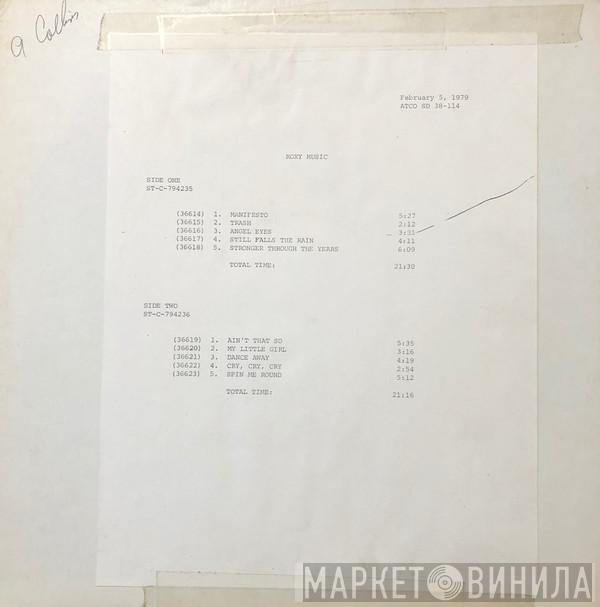 A Collins
February 5, 1979
ATCO SD 38-114
ROXY MUSIC
SIDE ONE
ST-C-794235
(36614) 1. MANIFESTO 5:27
(36615) 2. TRASH 2:12
(36616) 3. ANGEL EYES 3:31
(36617) 4. STILL FALLS THE RAIN 4:11
(36618) 5. STRONGER THROUGH THE YEARS 6:09
TOTAL TIME: 21:30
SIDE TWO
ST-C-794236
(36619) 1. AIN'T THAT SO 5:35
(36620) 2. MY LITTLE GIRL 3:16
(36621) 3. DANCE AWAY 4:19
(36622) 4. CRY, CRY, CRY 2:54
(36623) 5. SPIN ME ROUND 5:12
TOTAL TIME: 21:16
МАРКЕТ ВИНИЛА